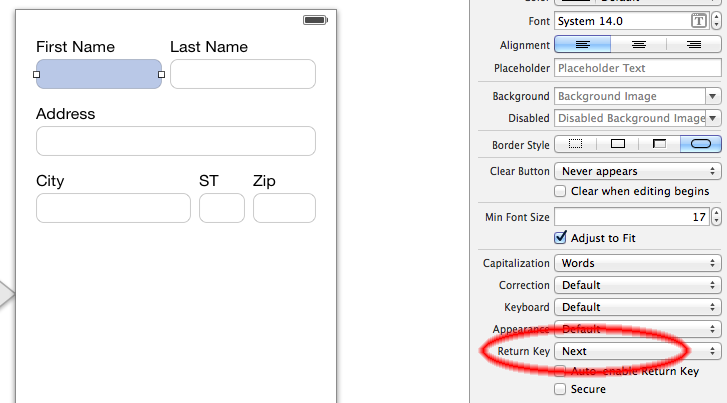 First Name Last Name
Address
City ST Zip
Default
Font System 14.0 T
Alignment
Placeholder Placeholder Text
Background Background Image
Disabled Disabled Background Image
Border Style
Clear Button Never appears
Clear when editing begins
Min Font Size 17
Adjust to Fit
Capitalization Words
Correction Default
Keyboard Default
Appearance Default
Return Key Next
Auto-enable Return Key
Secure